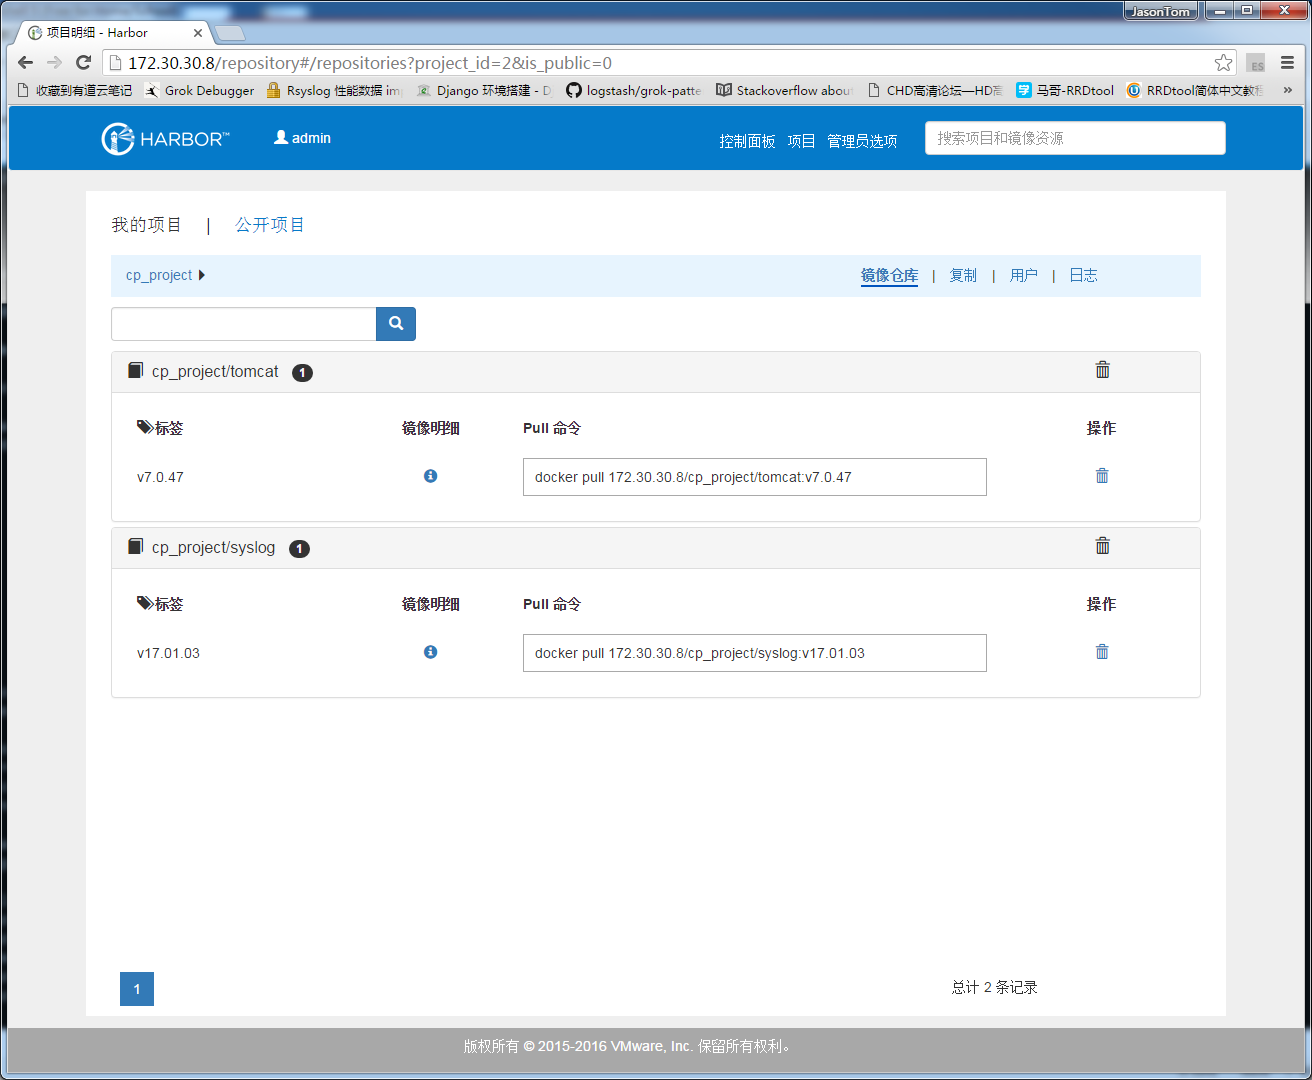 JasonTom
项目明细 - Harbor
172.30.30.8/repository#/repositories?project_id=2&is_public=0
ES
收藏到有道云笔记 Grok Debugger Rsyslog 性能数据 imp Django 环境搭建 - D logstash/grok-patte Stackoverflow about CHD高清论坛—HD高 马哥-RRDtool RRDtool简体中文教程 »
HARBOR™ admin 控制面板 项目 管理员选项 搜索项目和镜像资源
我的项目 | 公开项目
cp_project 镜像仓库 | 复制 | 用户 | 日志
cp_project/tomcat 1
标签 镜像明细 Pull 命令 操作
v7.0.47 docker pull 172.30.30.8/cp_project/tomcat:v7.0.47
cp_project/syslog 1
标签 镜像明细 Pull 命令 操作
v17.01.03 docker pull 172.30.30.8/cp_project/syslog:v17.01.03
1 总计 2 条记录
版权所有 © 2015-2016 VMware, Inc. 保留所有权利。